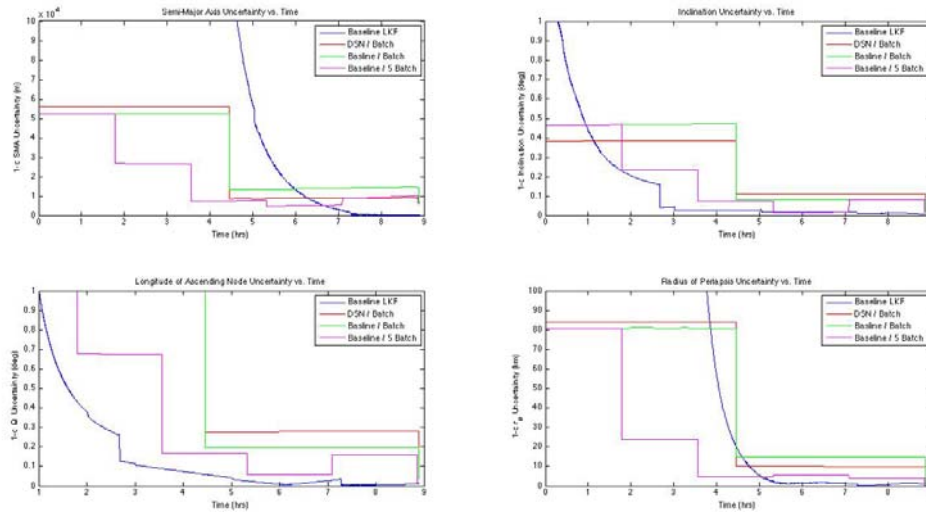 Semi-Major Axis Uncertainty vs. Time
x 10⁴
10
9
8
7
6
5
4
3
2
1
0
1-σ SMA Uncertainty (m)
0 1 2 3 4 5 6 7 8 9
Time (hrs)
Baseline LKF
DSN / Batch
Basline / Batch
Baseline / 5 Batch
Inclination Uncertainty vs. Time
1
0.9
0.8
0.7
0.6
0.5
0.4
0.3
0.2
0.1
0
1-σ Inclination Uncertainty (deg)
0 1 2 3 4 5 6 7 8
Time (hrs)
Baseline LKF
DSN / Batch
Basline / Batch
Baseline / 5 Batch
Longitude of Ascending Node Uncertainty vs. Time
1
0.9
0.8
0.7
0.6
0.5
0.4
0.3
0.2
0.1
0
1-σ Ω Uncertainty (deg)
1 2 3 4 5 6 7 8 9
Time (hrs)
Baseline LKF
DSN / Batch
Basline / Batch
Baseline / 5 Batch
Radius of Periapsis Uncertainty vs. Time
100
90
80
70
60
50
40
30
20
10
0
1-σ rₚ Uncertainty (km)
0 1 2 3 4 5 6 7 8
Time (hrs)
Baseline LKF
DSN / Batch
Basline / Batch
Baseline / 5 Batch